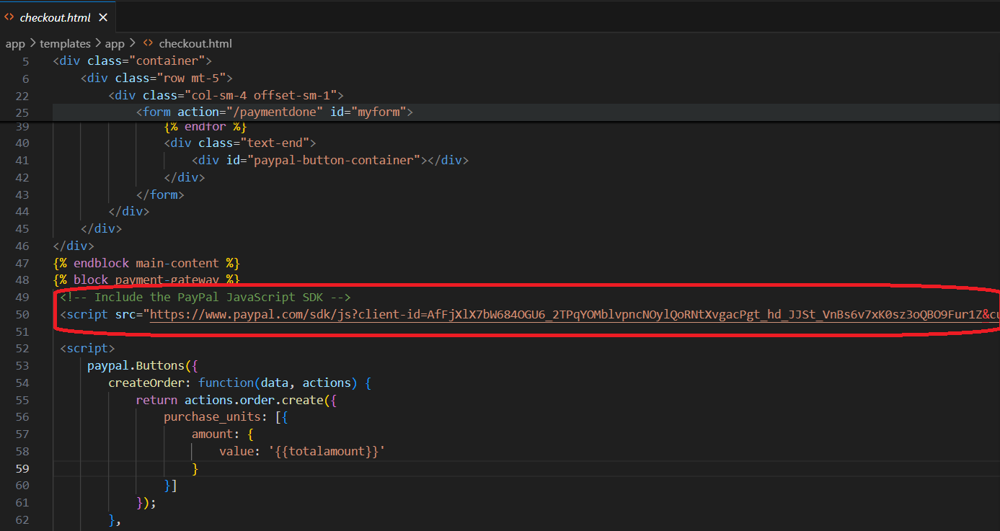 checkout.html
app > templates > app > checkout.html
5 <div class="container">
6 <div class="row mt-5">
22 <div class="col-sm-4 offset-sm-1">
25 <form action="/paymentdone" id="myform">
39 {% endfor %}
40 <div class="text-end">
41 <div id="paypal-button-container"></div>
42 </div>
43 </form>
44 </div>
45 </div>
46 </div>
47 {% endblock main-content %}
48 {% block payment-gateway %}
49 <!-- Include the PayPal JavaScript SDK -->
50 <script src="https://www.paypal.com/sdk/js?client-id=AfFjXlX7bW684OGU6_2TPqYOMblvpncNOylQoRNtXvgacPgt_hd_JJSt_VnBs6v7xK0sz3oQBO9Fur1Z&cu
51
52 <script>
53 paypal.Buttons({
54 createOrder: function(data, actions) {
55 return actions.order.create({
56 purchase_units: [{
57 amount: {
58 value: '{{totalamount}}'
59 }
60 }]
61 });
62 },